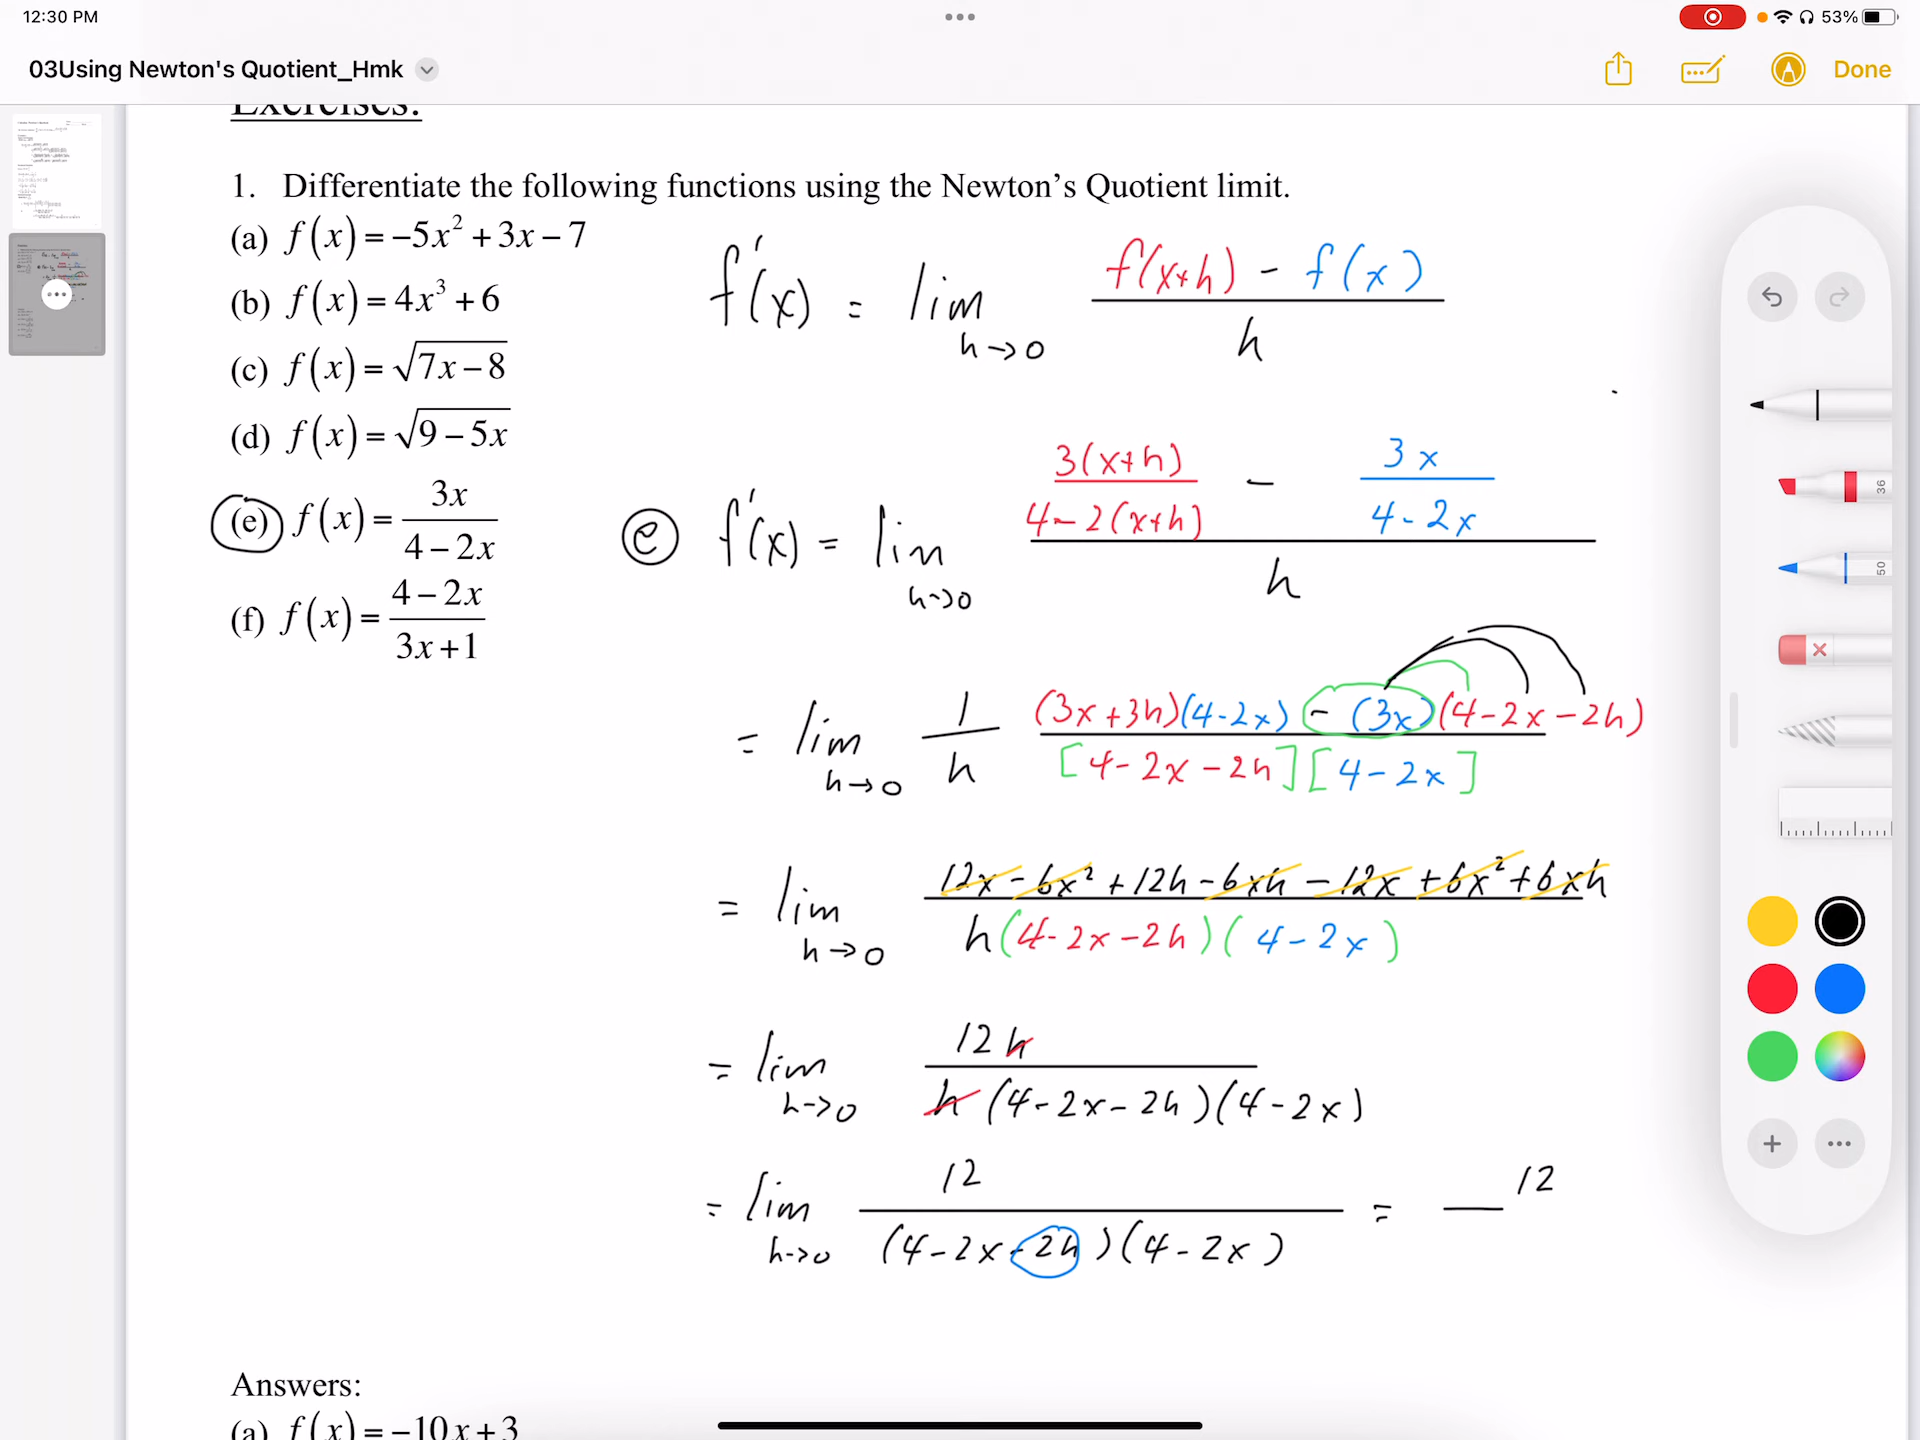 12:30 PM
53%
03Using Newton's Quotient_Hmk
Done
Exercises:
1. Differentiate the following functions using the Newton's Quotient limit.
(a) f(x) = −5x² + 3x − 7
f'(x) = lim h→0 (f(x+h) - f(x))/h
(b) f(x) = 4x³ + 6
(c) f(x) = √(7x − 8)
(d) f(x) = √(9 − 5x)
(e) f(x) = 3x/(4 − 2x)
ⓔ f'(x) = lim h→0 (3(x+h)/(4-2(x+h)) - 3x/(4-2x))/h
(f) f(x) = (4 − 2x)/(3x + 1)
= lim h→0 1/h ((3x+3h)(4-2x) - (3x)(4-2x-2h))/([4-2x-2h][4-2x])
= lim h→0 (12x - 6x² + 12h - 6xh - 12x + 6x² + 6xh)/(h(4-2x-2h)(4-2x))
= lim h→0 12h/(h(4-2x-2h)(4-2x))
= lim h→0 12/((4-2x-2h)(4-2x)) = 12
Answers:
(a) f(x) = −10x + 3
36
50